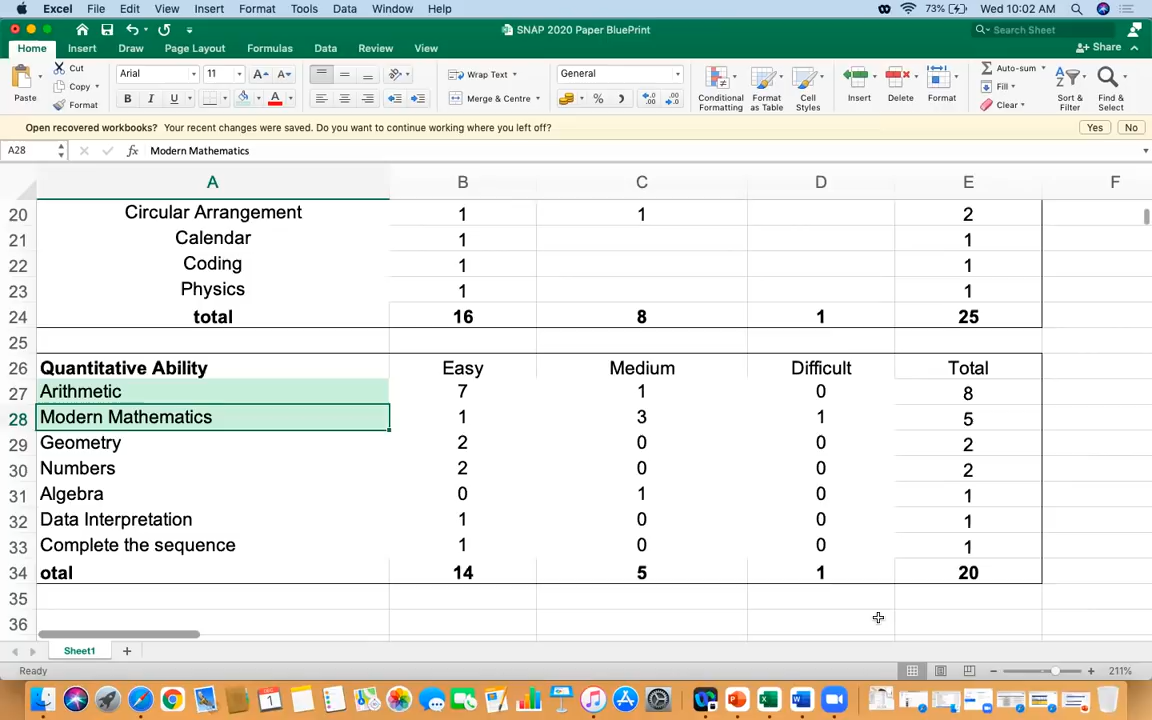 Excel File Edit View Insert Format Tools Data Window Help 73% Wed 10:02 AM
SNAP 2020 Paper BluePrint Search Sheet
Home Insert Draw Page Layout Formulas Data Review View Share
Paste Cut Copy Format
Arial 11 A A
B I U A
Wrap Text
Merge & Centre
General
% .0 .00 .00 .0
Conditional Formatting Format as Table Cell Styles
Insert Delete Format
Auto-sum Fill Clear
Sort & Filter Find & Select
Open recovered workbooks? Your recent changes were saved. Do you want to continue working where you left off? Yes No
A28 fx Modern Mathematics
A B C D E F
20 Circular Arrangement 1 1 2
21 Calendar 1 1
22 Coding 1 1
23 Physics 1 1
24 total 16 8 1 25
25
26 Quantitative Ability Easy Medium Difficult Total
27 Arithmetic 7 1 0 8
28 Modern Mathematics 1 3 1 5
29 Geometry 2 0 0 2
30 Numbers 2 0 0 2
31 Algebra 0 1 0 1
32 Data Interpretation 1 0 0 1
33 Complete the sequence 1 0 0 1
34 otal 14 5 1 20
35
36
Sheet1 +
Ready 211%